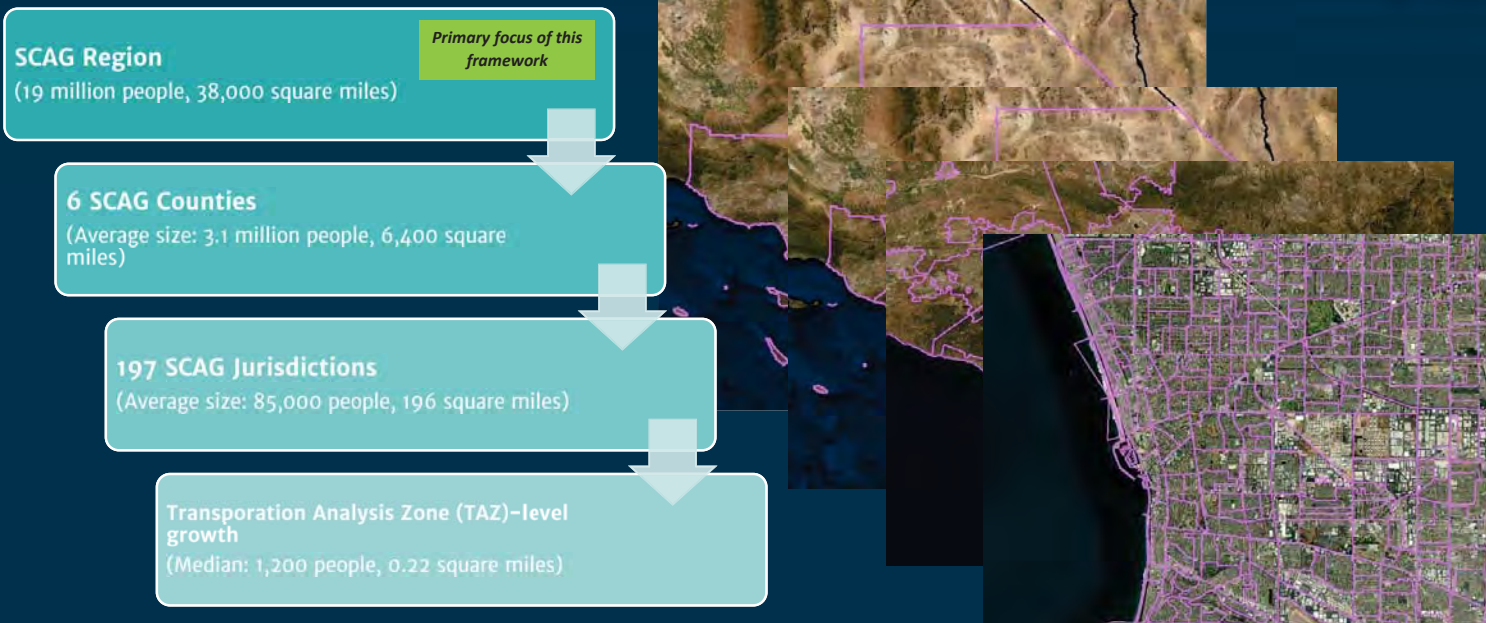 SCAG Region
(19 million people, 38,000 square miles)
Primary focus of this
framework
6 SCAG Counties
(Average size: 3.1 million people, 6,400 square
miles)
197 SCAG Jurisdictions
(Average size: 85,000 people, 196 square miles)
Transporation Analysis Zone (TAZ)-level
growth
(Median: 1,200 people, 0.22 square miles)